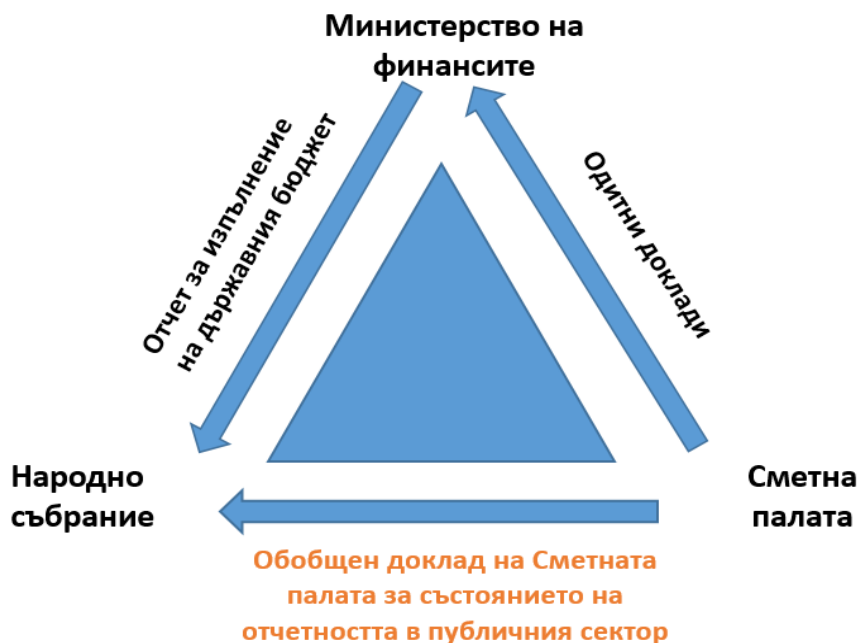 Министерство на
финансите
Отчет за изпълнение
на държавния бюджет
Одитни доклади
Народно
събрание
Сметна
палата
Обобщен доклад на Сметната
палата за състоянието на
отчетността в публичния сектор